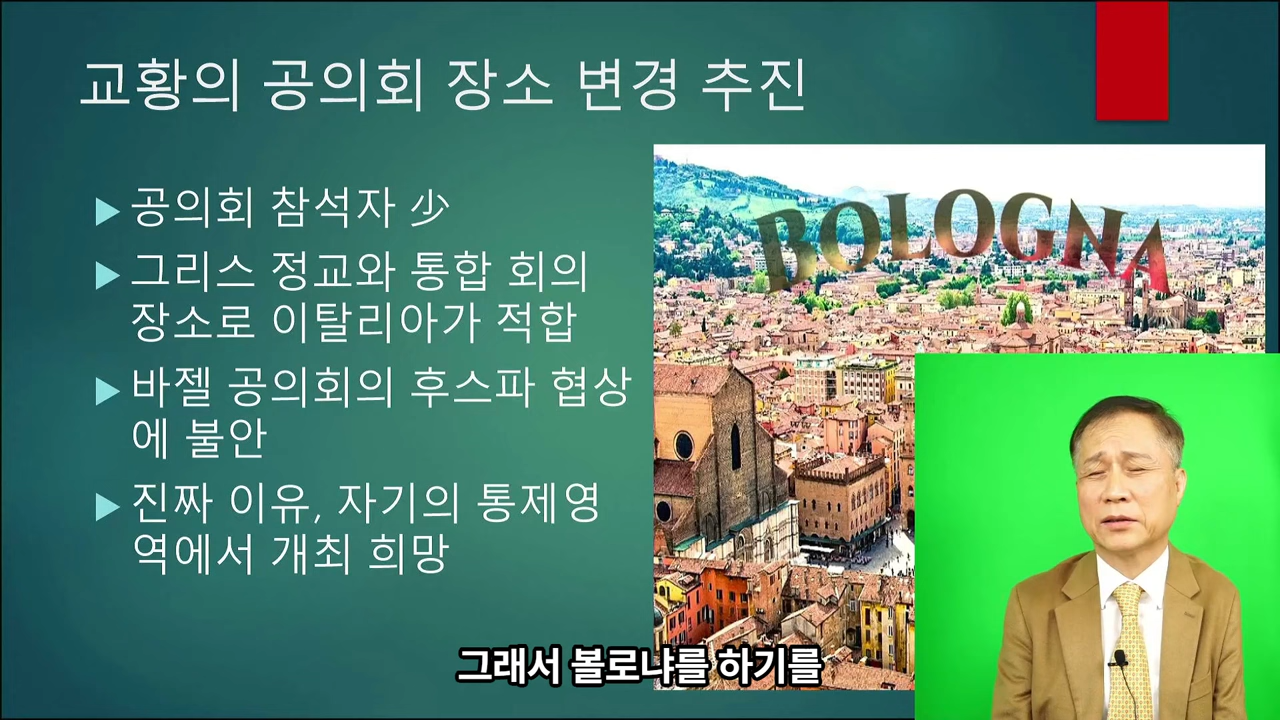 교황의 공의회 장소 변경 추진
공의회 참석자 少
그리스 정교와 통합 회의
장소로 이탈리아가 적합
바젤 공의회의 후스파 협상
에 불안
진짜 이유, 자기의 통제영
역에서 개최 희망
BOLOGNA
그래서 볼로냐를 하기를